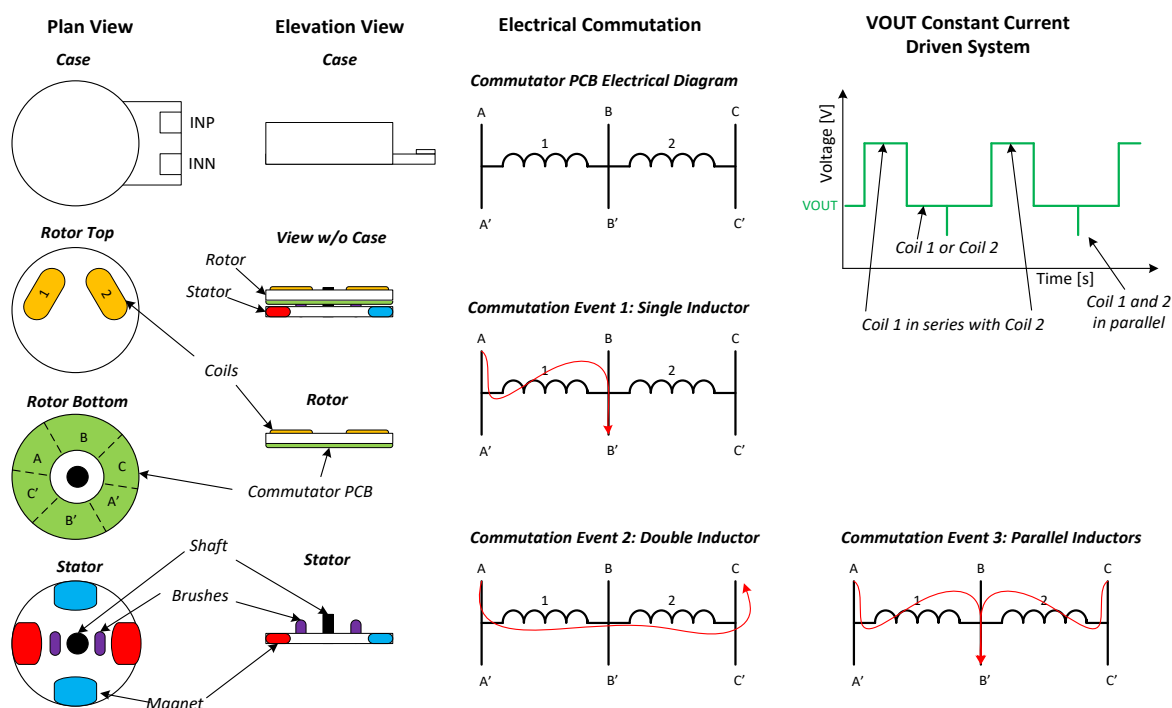 Plan View
Case
INP
INN
Rotor Top
1
2
Coils
Rotor Bottom
A
B
C
C’
A’
B’
Commutator PCB
Stator
Shaft
Brushes
Magnet
Elevation View
Case
View w/o Case
Rotor
Stator
Rotor
Stator
Electrical Commutation
Commutator PCB Electrical Diagram
A
B
C
1
2
A’
B’
C’
Commutation Event 1: Single Inductor
A
B
C
1
2
A’
B’
C’
Commutation Event 2: Double Inductor
A
B
C
1
2
A’
B’
C’
VOUT Constant Current
Driven System
Voltage [V]
VOUT
Coil 1 or Coil 2
Time [s]
Coil 1 in series with Coil 2
Coil 1 and 2
in parallel
Commutation Event 3: Parallel Inductors
A
B
C
1
2
A’
B’
C’